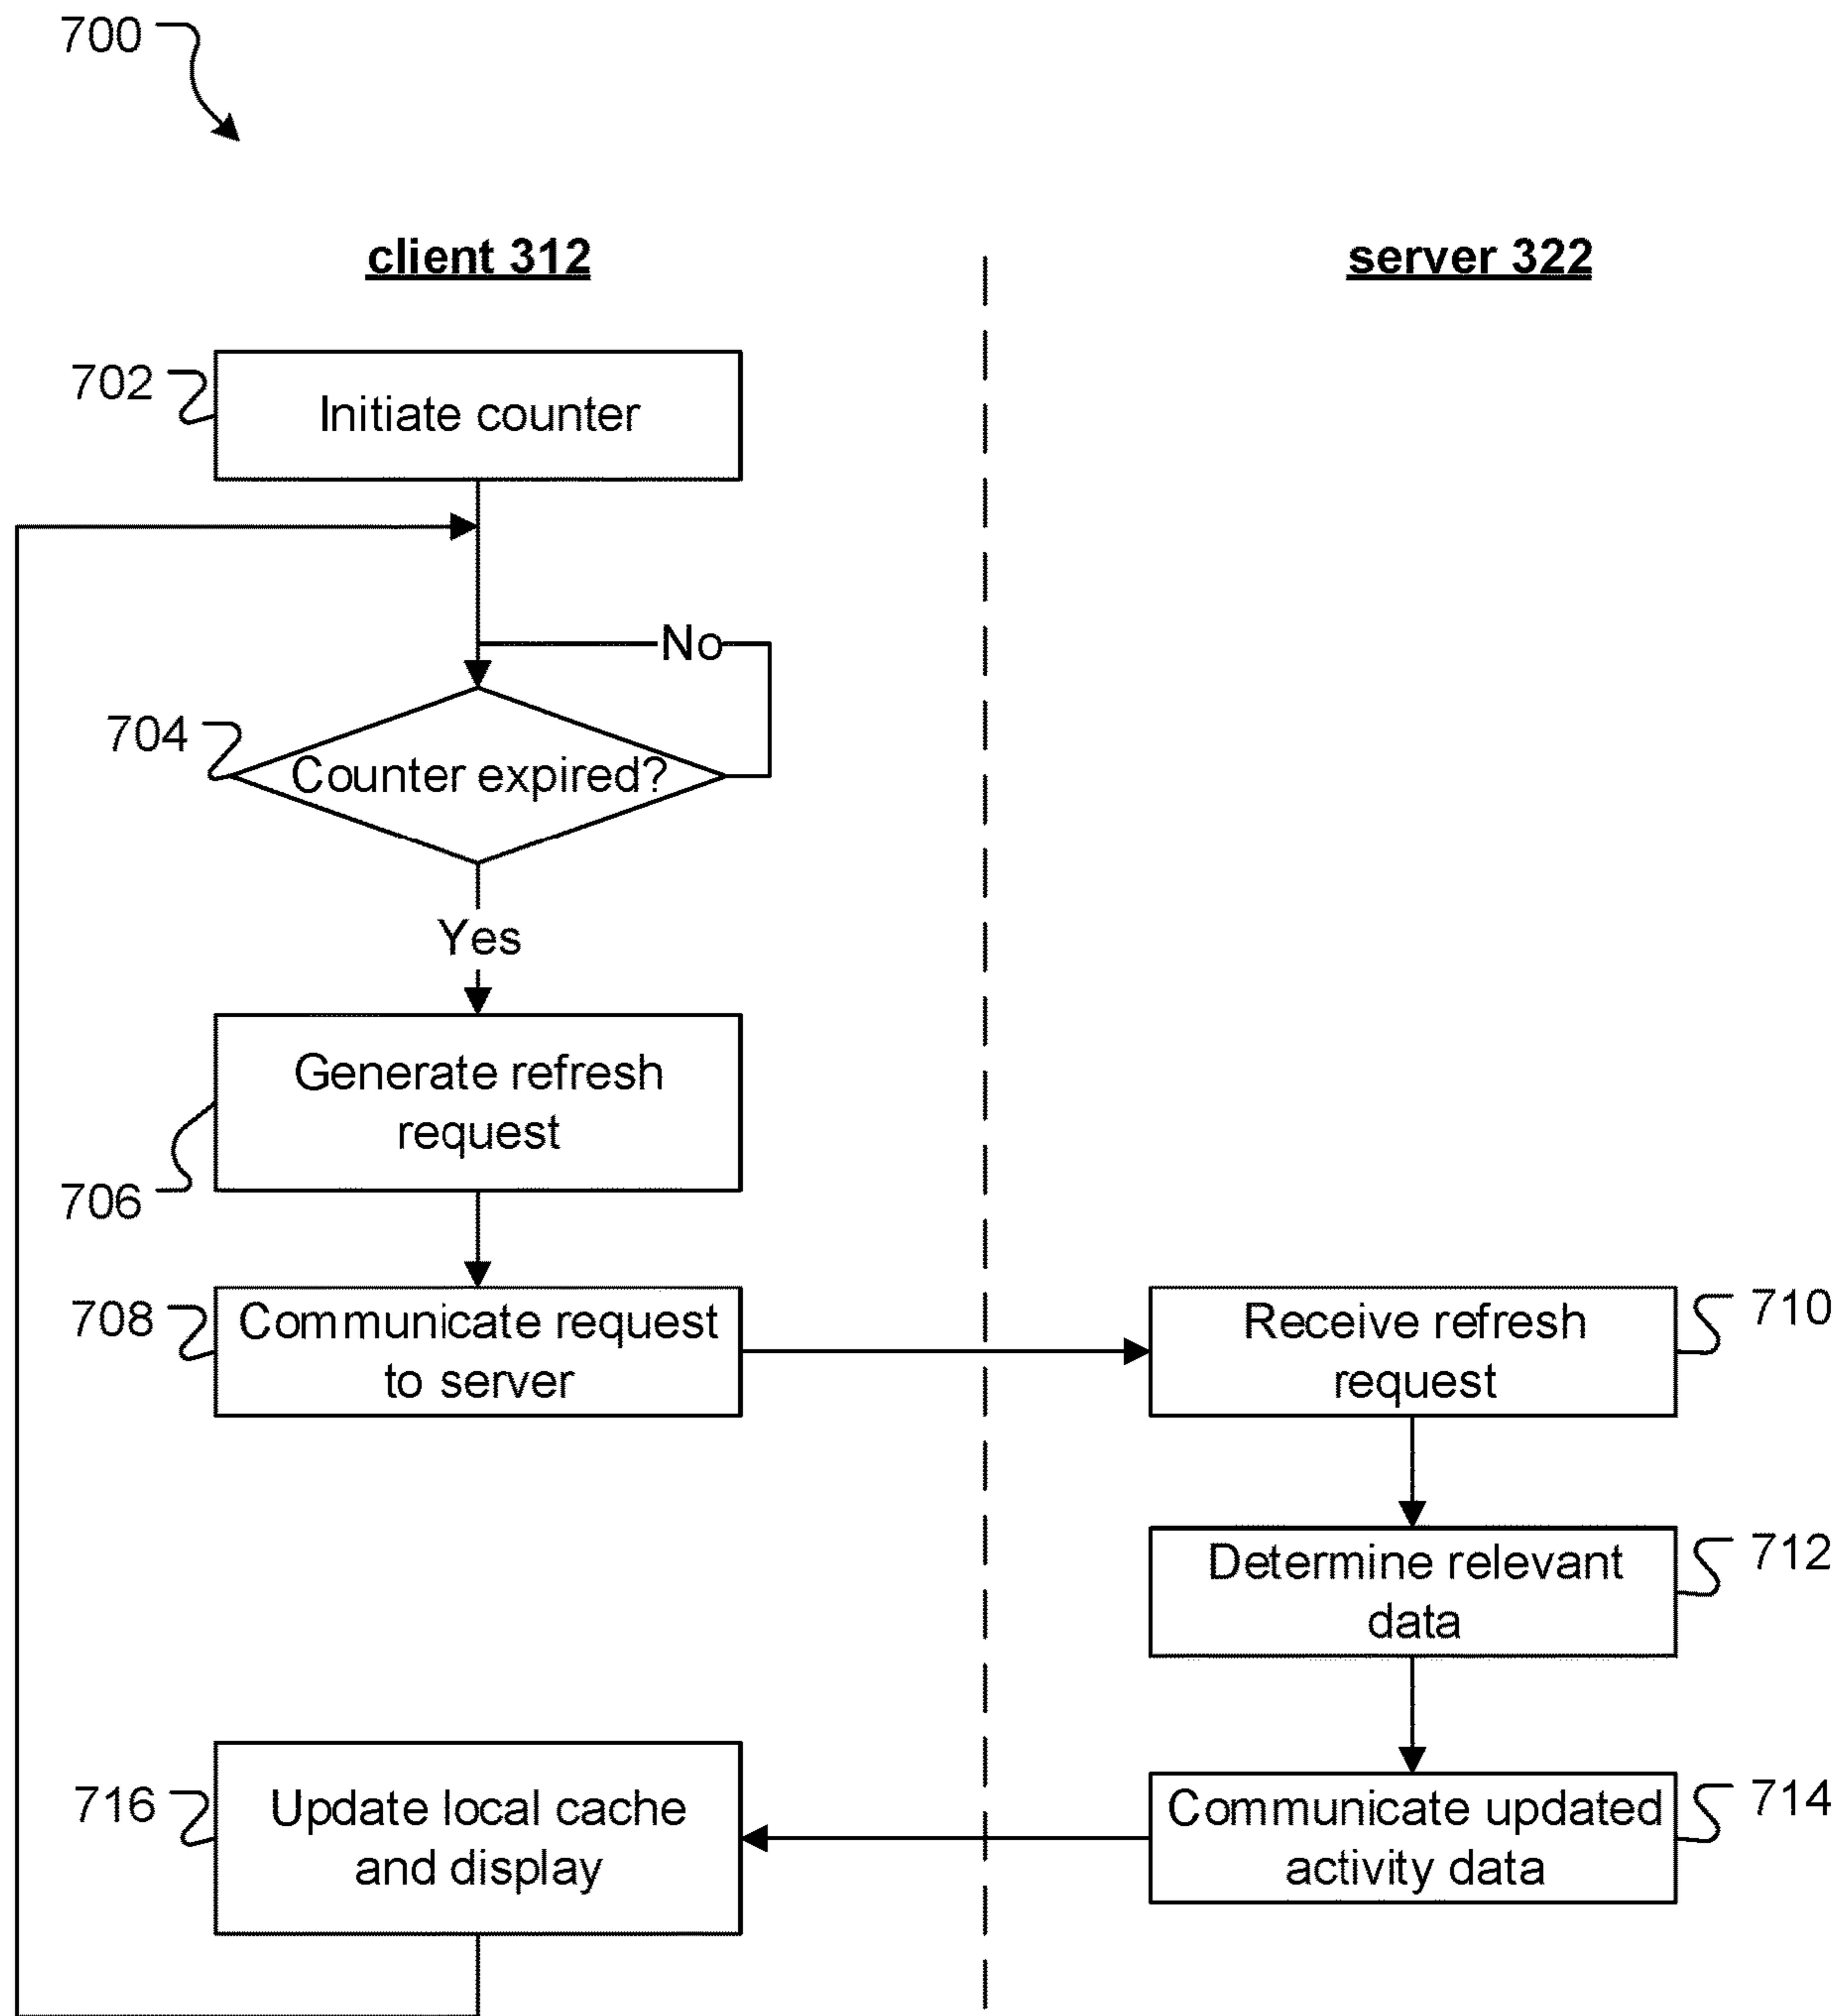 700
client 312
server 322
702
Initiate counter
No
704
Counter expired?
Yes
Generate refresh
request
706
708
Communicate request
to server
Receive refresh
request
710
Determine relevant
data
712
Communicate updated
activity data
714
716
Update local cache
and display